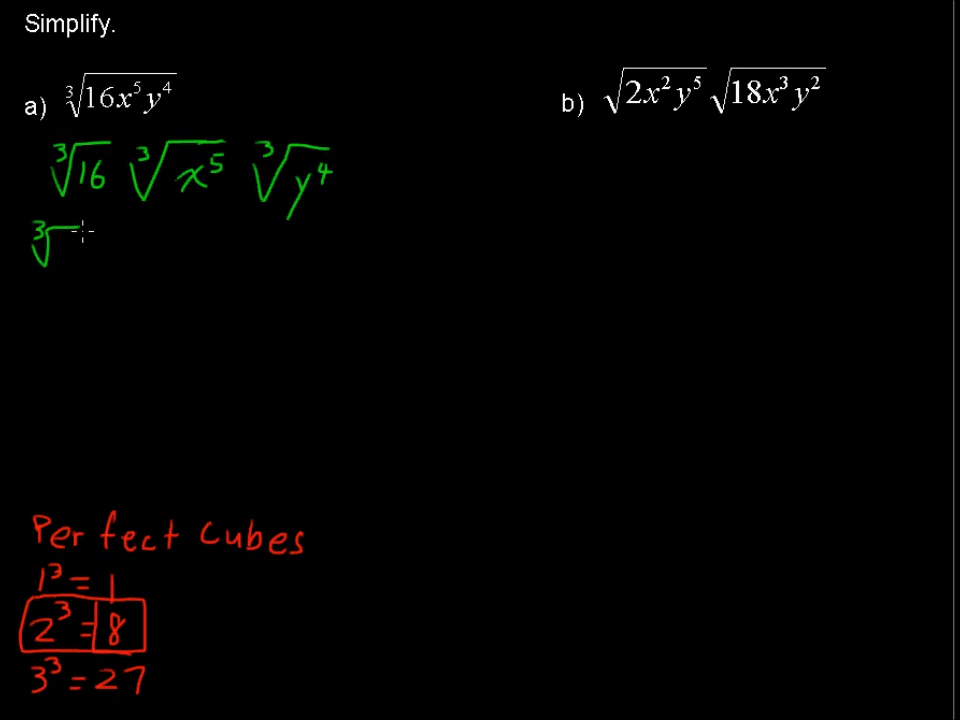 Simplify.
a) ∛(16x⁵y⁴)
b) √(2x²y⁵) √(18x³y²)
∛16 ∛x⁵ ∛y⁴
∛
Perfect Cubes
1³ = 1
2³ = 8
3³ = 27